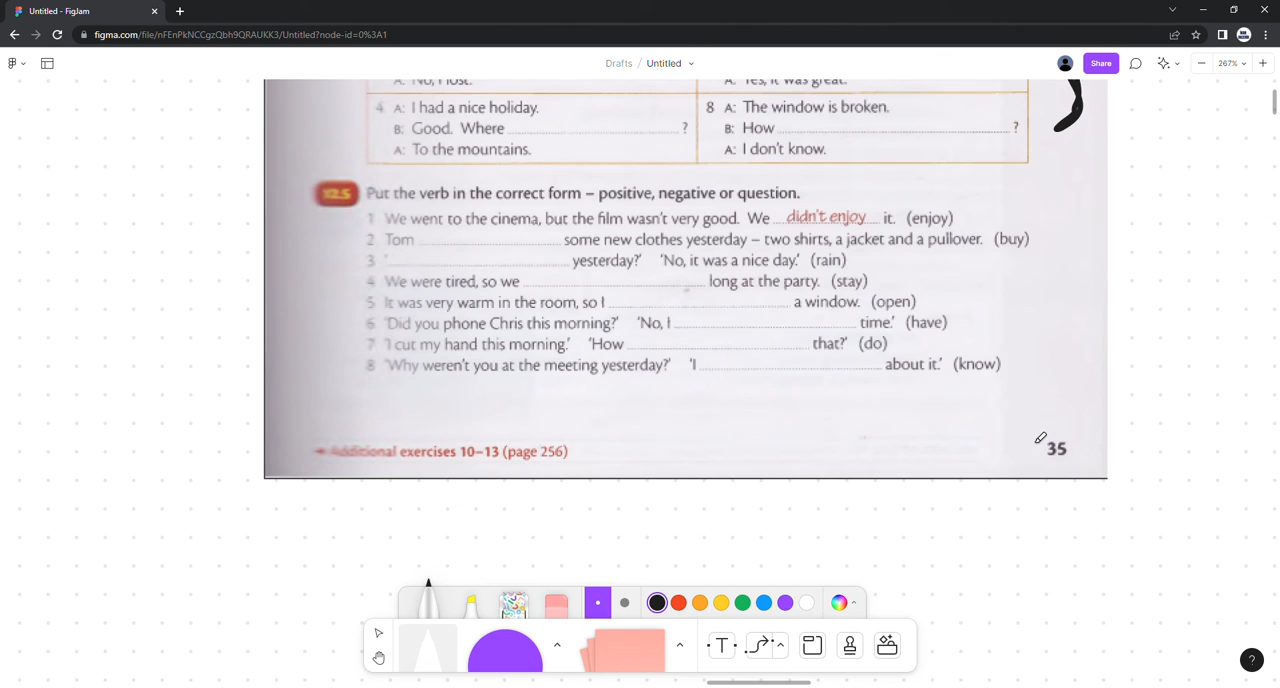 Untitled - FigJam
figma.com/file/nFEnPkNCCgzQbh9QRAUKK3/Untitled?node-id=0%3A1
Drafts / Untitled
Share
267%
A: No, I lost.
A: Yes, it was great.
4 A: I had a nice holiday.
B: Good. Where ?
A: To the mountains.
8 A: The window is broken.
B: How ?
A: I don't know.
12.5 Put the verb in the correct form – positive, negative or question.
1 We went to the cinema, but the film wasn't very good. We didn't enjoy it. (enjoy)
2 Tom some new clothes yesterday – two shirts, a jacket and a pullover. (buy)
3 ' yesterday?' 'No, it was a nice day.' (rain)
4 We were tired, so we long at the party. (stay)
5 It was very warm in the room, so I a window. (open)
6 'Did you phone Chris this morning?' 'No, I time.' (have)
7 'I cut my hand this morning.' 'How that?' (do)
8 'Why weren't you at the meeting yesterday?' 'I about it.' (know)
Additional exercises 10–13 (page 256)
35
T
?